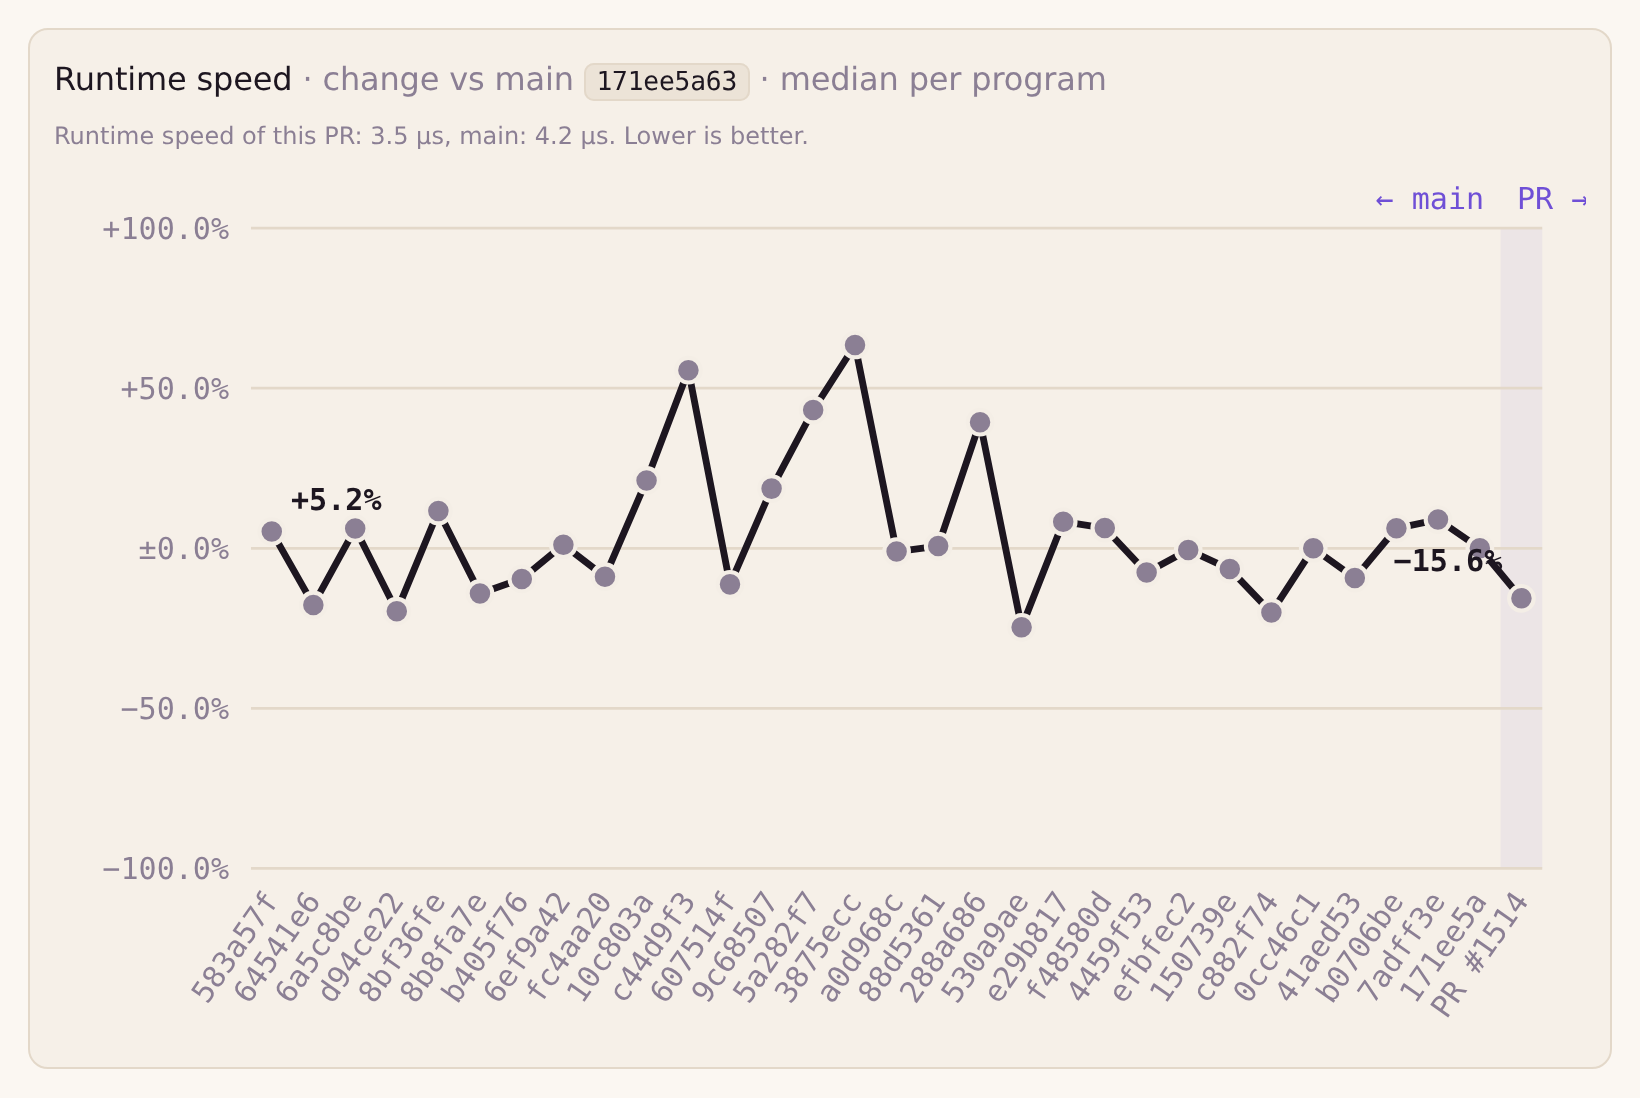 Runtime speed · change vs main 171ee5a63 · median per program
Runtime speed of this PR: 3.5 µs, main: 4.2 µs. Lower is better.
← main PR →
+100.0%
+50.0%
±0.0%
−50.0%
−100.0%
+5.2%
−15.6%
583a57f
64541e6
6a5c8be
d94ce22
8bf36fe
8b8fa7e
b405f76
6ef9a42
fc4aa20
10c803a
c44d9f3
607514f
9c68507
5a282f7
3875ecc
a0d968c
88d5361
288a686
530a9ae
e29b817
f48580d
4459f53
efbfec2
150739e
c882f74
0cc46c1
41aed53
b0706be
7adff3e
171ee5a
PR #1514